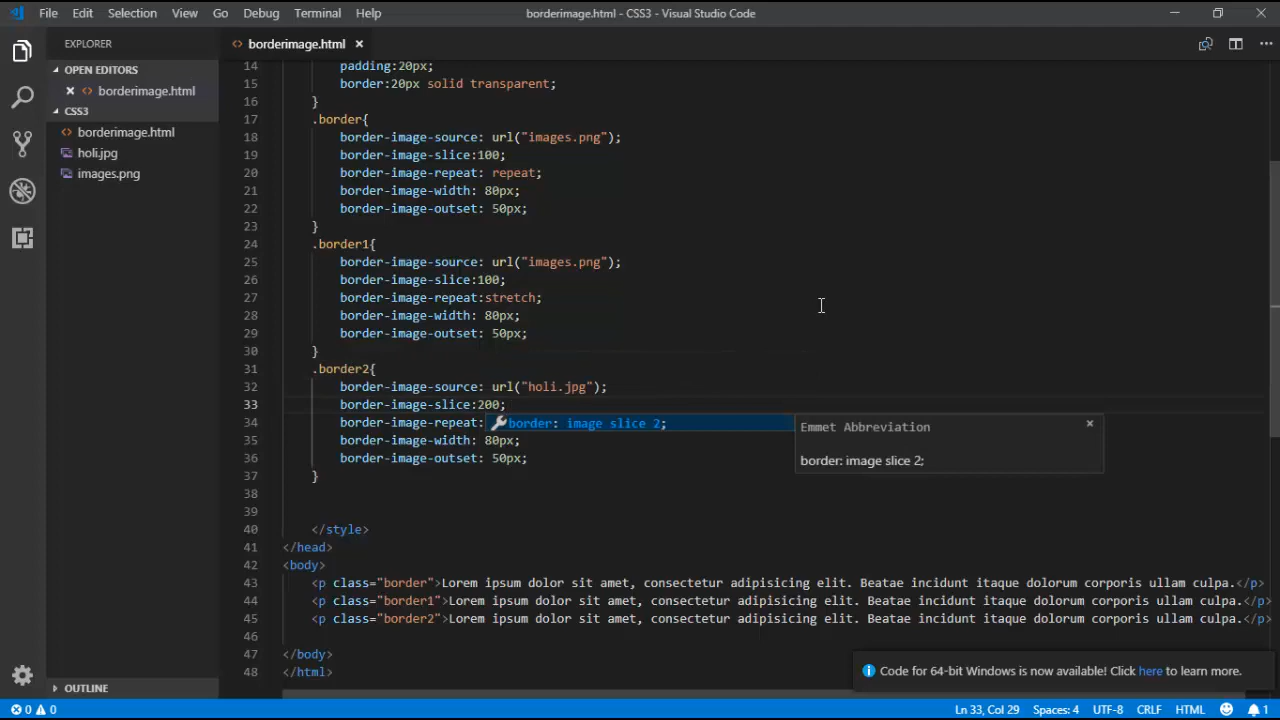 File Edit Selection View Go Debug Terminal Help
borderimage.html - CSS3 - Visual Studio Code
EXPLORER
OPEN EDITORS
borderimage.html
CSS3
borderimage.html
holi.jpg
images.png
OUTLINE
borderimage.html
14 padding:20px;
15 border:20px solid transparent;
16 }
17 .border{
18 border-image-source: url("images.png");
19 border-image-slice:100;
20 border-image-repeat: repeat;
21 border-image-width: 80px;
22 border-image-outset: 50px;
23 }
24 .border1{
25 border-image-source: url("images.png");
26 border-image-slice:100;
27 border-image-repeat:stretch;
28 border-image-width: 80px;
29 border-image-outset: 50px;
30 }
31 .border2{
32 border-image-source: url("holi.jpg");
33 border-image-slice:200;
34 border-image-repeat:
border: image slice 2;
Emmet Abbreviation
border: image slice 2;
35 border-image-width: 80px;
36 border-image-outset: 50px;
37 }
38
39
40 </style>
41 </head>
42 <body>
43 <p class="border">Lorem ipsum dolor sit amet, consectetur adipisicing elit. Beatae incidunt itaque dolorum corporis ullam culpa.</p>
44 <p class="border1">Lorem ipsum dolor sit amet, consectetur adipisicing elit. Beatae incidunt itaque dolorum corporis ullam culpa.</p>
45 <p class="border2">Lorem ipsum dolor sit amet, consectetur adipisicing elit. Beatae incidunt itaque dolorum corporis ullam culpa.</p>
46
47 </body>
48 </html>
Code for 64-bit Windows is now available! Click here to learn more.
0 0
Ln 33, Col 29 Spaces: 4 UTF-8 CRLF HTML 1